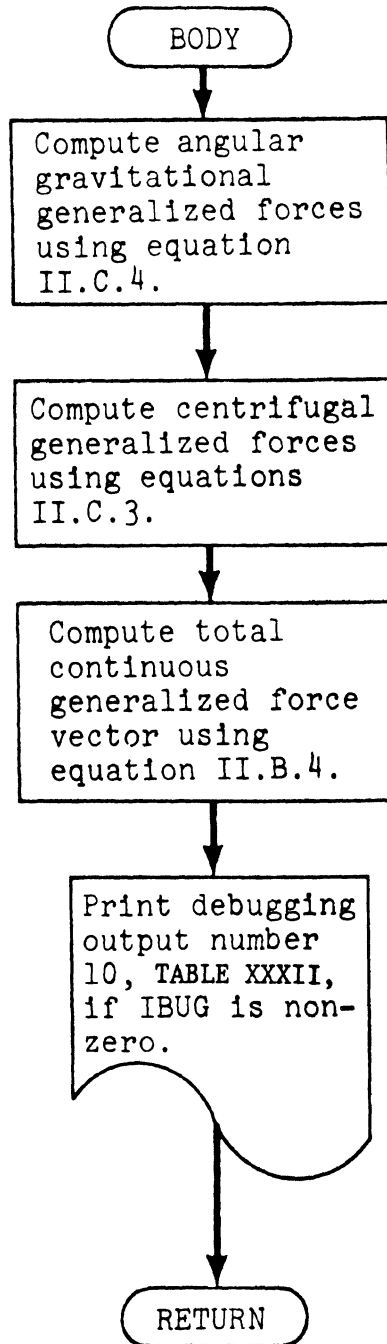 BODY
Compute angular
gravitational
generalized forces
using equation
II.C.4.
Compute centrifugal
generalized forces
using equations
II.C.3.
Compute total
continuous
generalized force
vector using
equation II.B.4.
Print debugging
output number
10, TABLE XXXII,
if IBUG is non-
zero.
RETURN